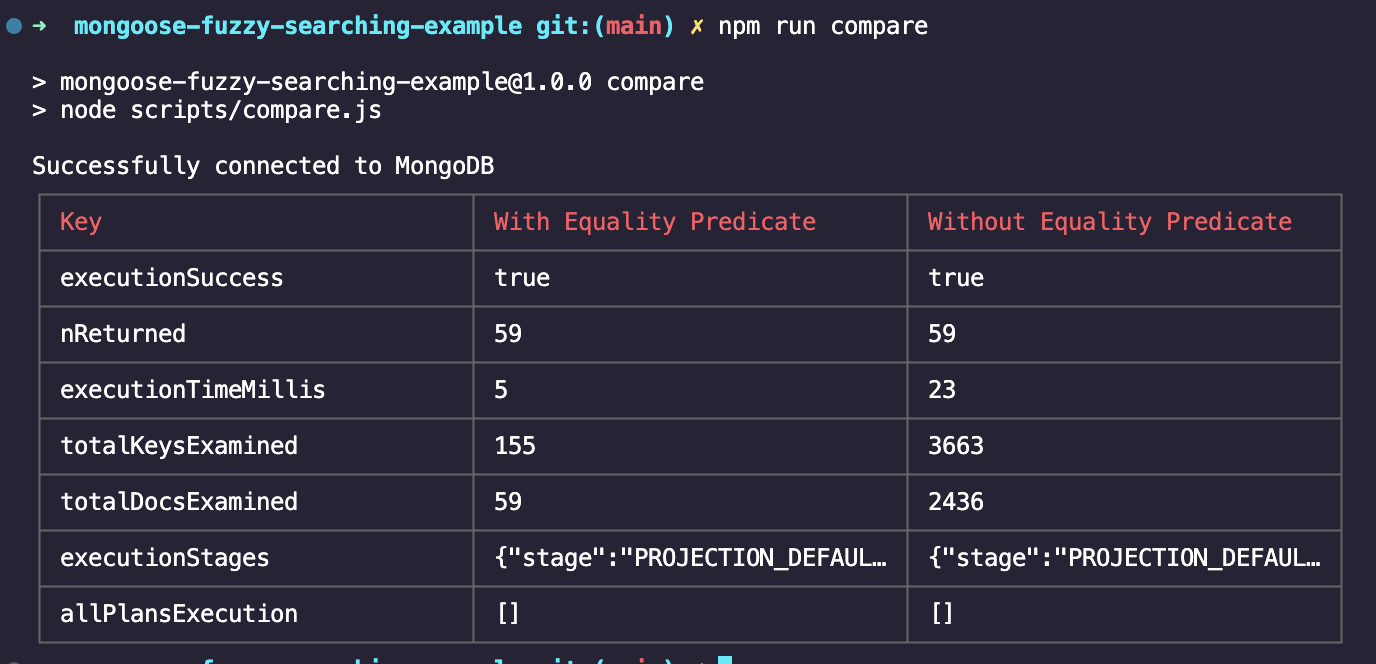 ➜ mongoose-fuzzy-searching-example git:(main) ✗ npm run compare
> mongoose-fuzzy-searching-example@1.0.0 compare
> node scripts/compare.js
Successfully connected to MongoDB
Key With Equality Predicate Without Equality Predicate
executionSuccess true true
nReturned 59 59
executionTimeMillis 5 23
totalKeysExamined 155 3663
totalDocsExamined 59 2436
executionStages {"stage":"PROJECTION_DEFAUL… {"stage":"PROJECTION_DEFAUL…
allPlansExecution [] []